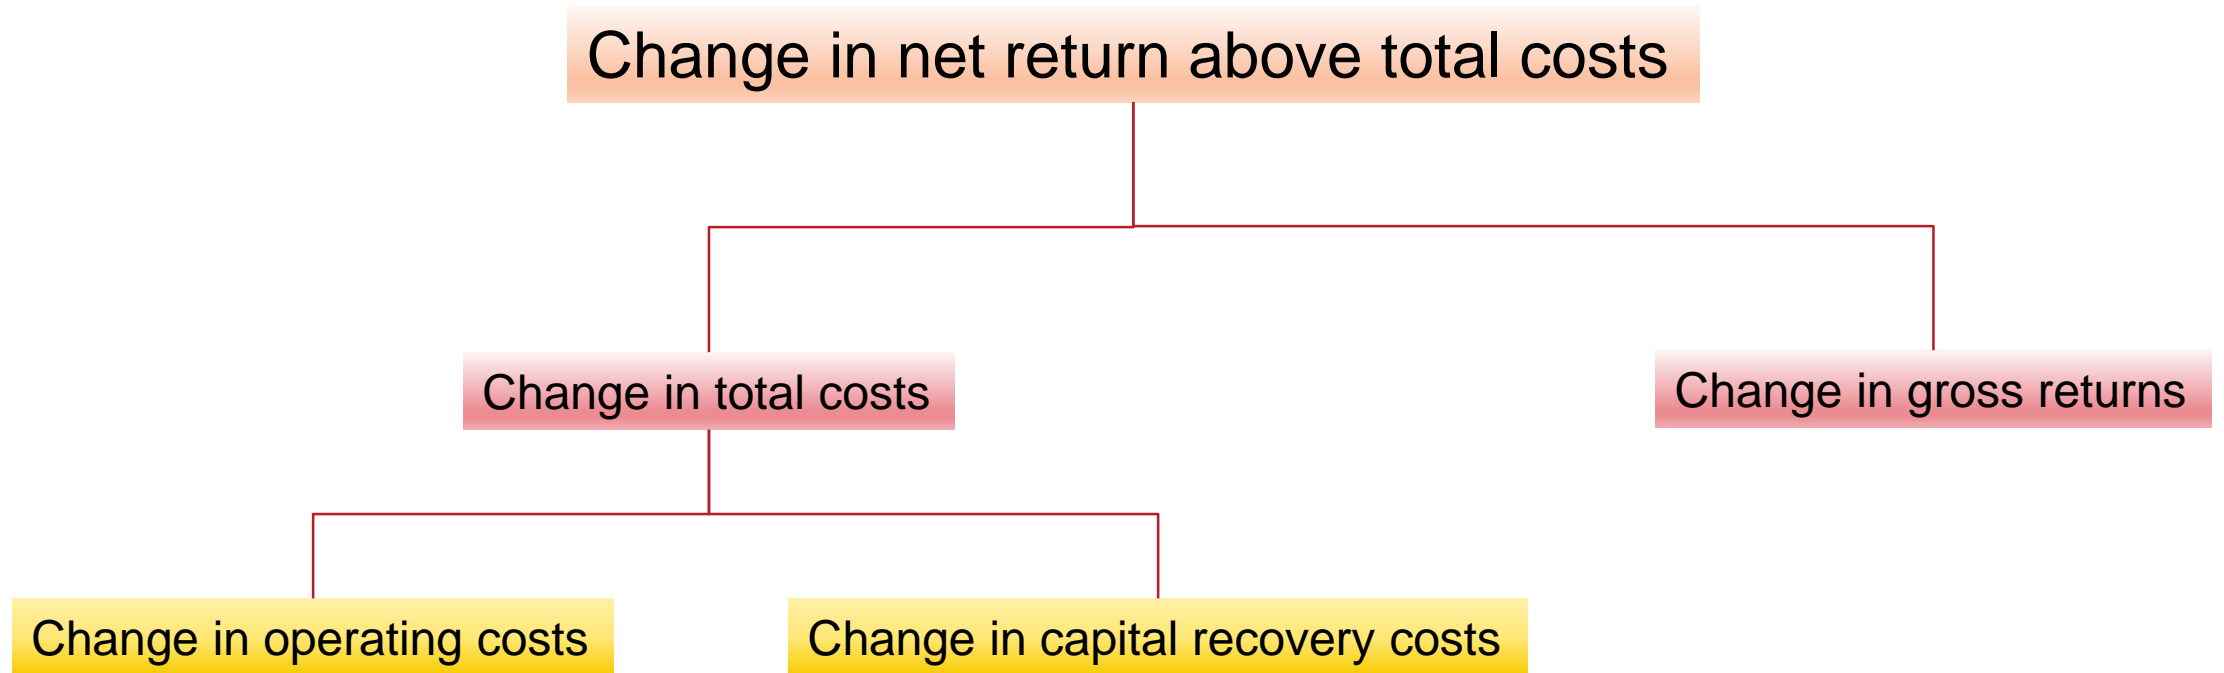 Change in net return above total costs
Change in total costs
Change in gross returns
Change in operating costs
Change in capital recovery costs